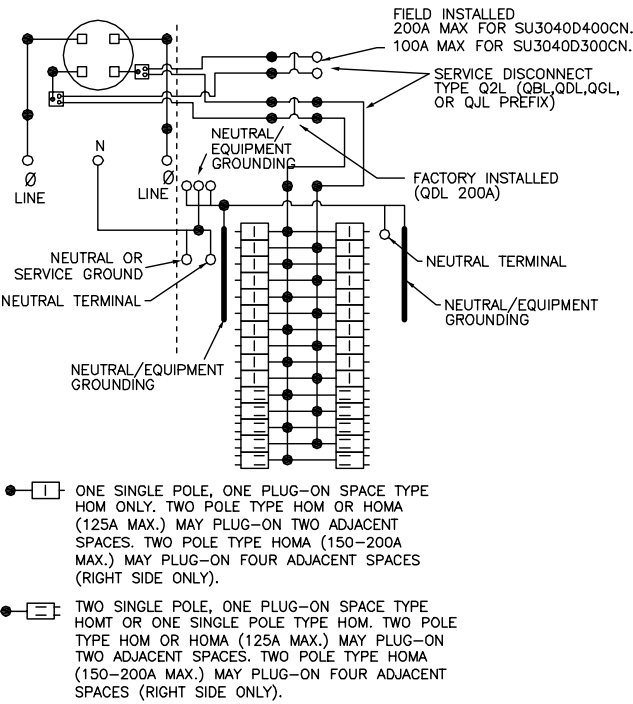 FIELD INSTALLED
200A MAX FOR SU3040D400CN.
100A MAX FOR SU3040D300CN.
SERVICE DISCONNECT
TYPE Q2L (QBL,QDL,QGL,
OR QJL PREFIX)
NEUTRAL/
EQUIPMENT
GROUNDING
N
Ø
LINE
Ø
LINE
FACTORY INSTALLED
(QDL 200A)
NEUTRAL OR
SERVICE GROUND
NEUTRAL TERMINAL
NEUTRAL TERMINAL
NEUTRAL/EQUIPMENT
GROUNDING
NEUTRAL/EQUIPMENT
GROUNDING
ONE SINGLE POLE, ONE PLUG-ON SPACE TYPE
HOM ONLY. TWO POLE TYPE HOM OR HOMA
(125A MAX.) MAY PLUG-ON TWO ADJACENT
SPACES. TWO POLE TYPE HOMA (150-200A
MAX.) MAY PLUG-ON FOUR ADJACENT SPACES
(RIGHT SIDE ONLY).
TWO SINGLE POLE, ONE PLUG-ON SPACE TYPE
HOMT OR ONE SINGLE POLE TYPE HOM. TWO POLE
TYPE HOM OR HOMA (125A MAX.) MAY PLUG-ON
TWO ADJACENT SPACES. TWO POLE TYPE HOMA
(150-200A MAX.) MAY PLUG-ON FOUR ADJACENT
SPACES (RIGHT SIDE ONLY).